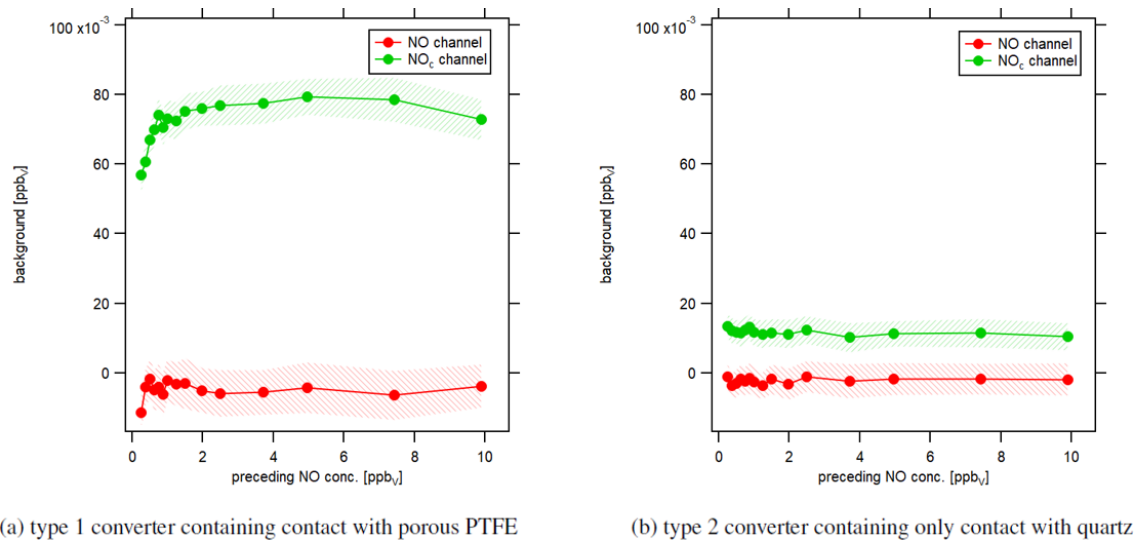 100 x10⁻³
80
60
40
20
0
background [ppbᵥ]
NO channel
NO꜀ channel
0 2 4 6 8 10
preceding NO conc. [ppbᵥ]
(a) type 1 converter containing contact with porous PTFE
100 x10⁻³
80
60
40
20
0
background [ppbᵥ]
NO channel
NO꜀ channel
0 2 4 6 8 10
preceding NO conc. [ppbᵥ]
(b) type 2 converter containing only contact with quartz